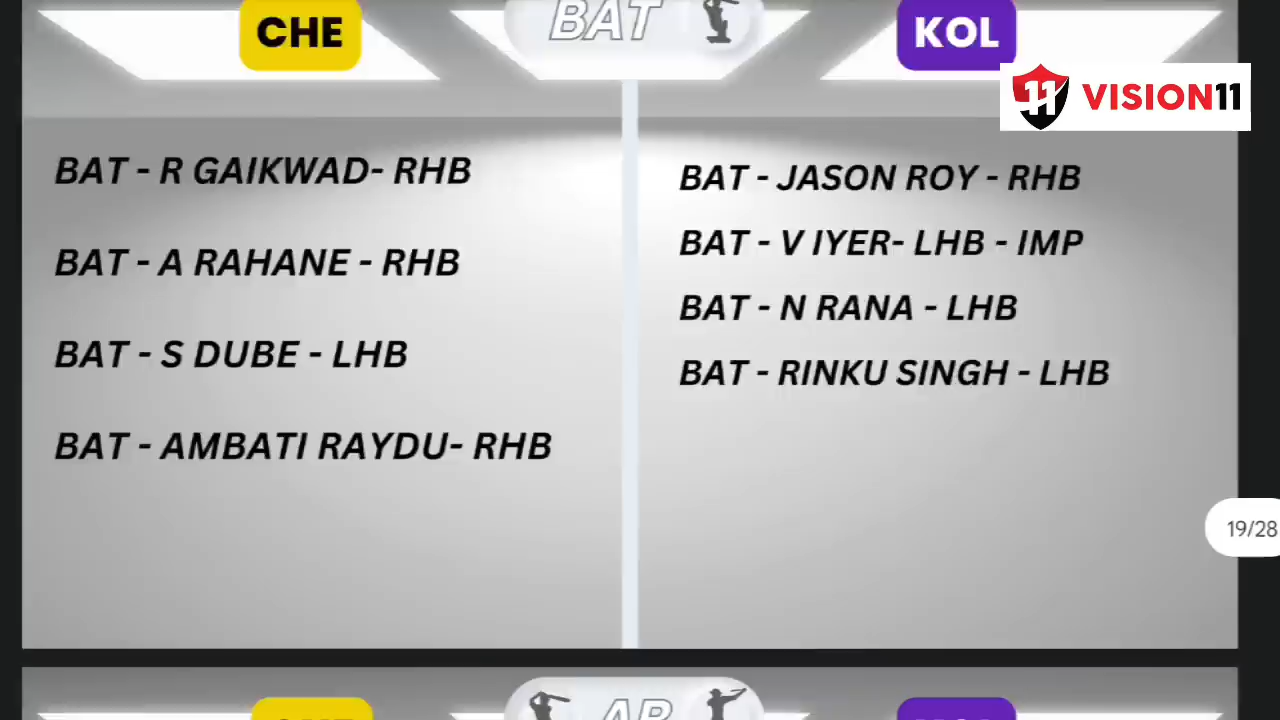 CHE
BAT
KOL
11 VISION11
BAT - R GAIKWAD- RHB
BAT - A RAHANE - RHB
BAT - S DUBE - LHB
BAT - AMBATI RAYDU- RHB
BAT - JASON ROY - RHB
BAT - V IYER- LHB - IMP
BAT - N RANA - LHB
BAT - RINKU SINGH - LHB
19/28
AR